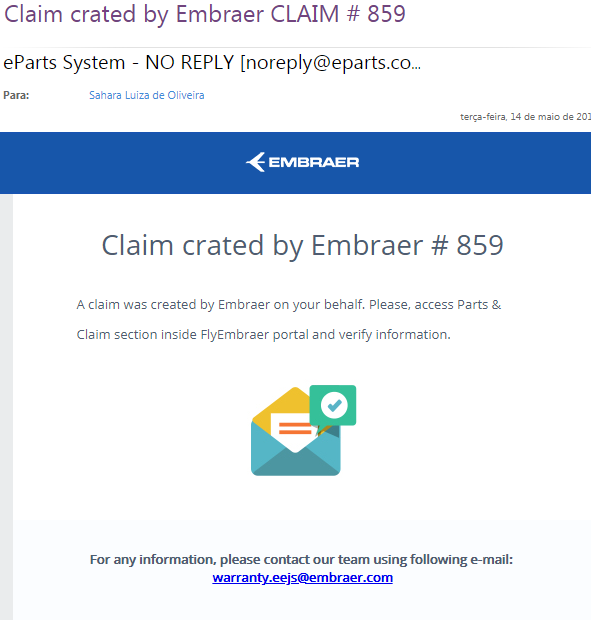 Claim crated by Embraer CLAIM # 859
eParts System - NO REPLY [noreply@eparts.co...
Para: Sahara Luiza de Oliveira
terça-feira, 14 de maio de 201
EMBRAER
Claim crated by Embraer # 859
A claim was created by Embraer on your behalf. Please, access Parts &
Claim section inside FlyEmbraer portal and verify information.
For any information, please contact our team using following e-mail:
warranty.eejs@embraer.com